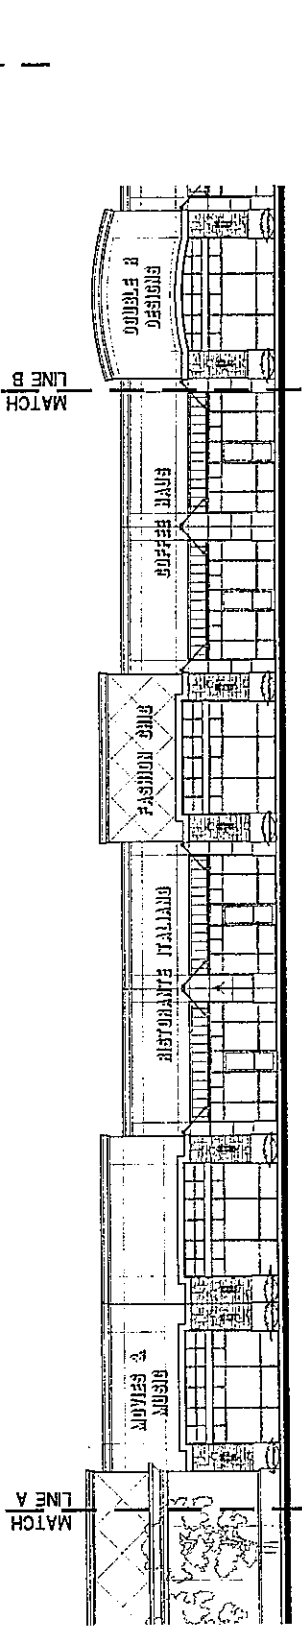 MATCH
LINE B
DOUBLE R
DESIGNS
COFFEE HAUS
FASHION CHIC
RISTORANTE ITALIANO
MOVIES &
MUSIC
MATCH
LINE A